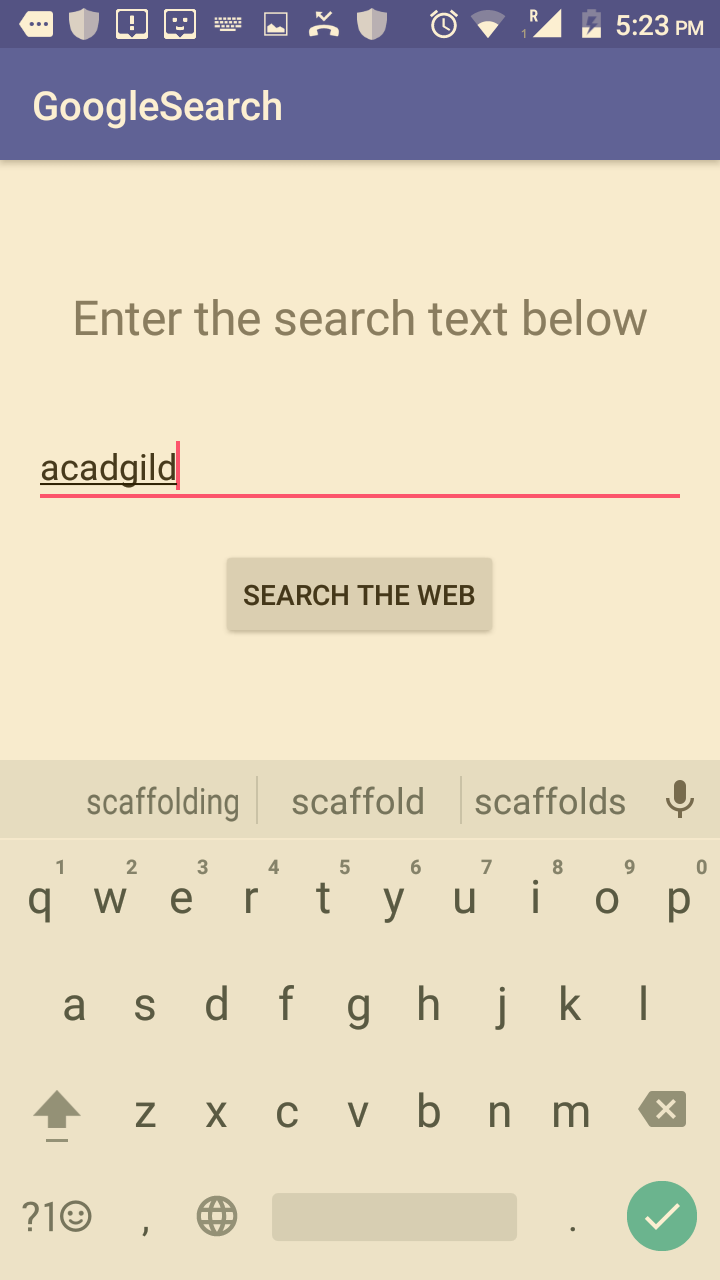 R
1
5:23 PM
GoogleSearch
Enter the search text below
acadgild
SEARCH THE WEB
scaffolding scaffold scaffolds
1 2 3 4 5 6 7 8 9 0
q w e r t y u i o p
a s d f g h j k l
z x c v b n m
?1 , .